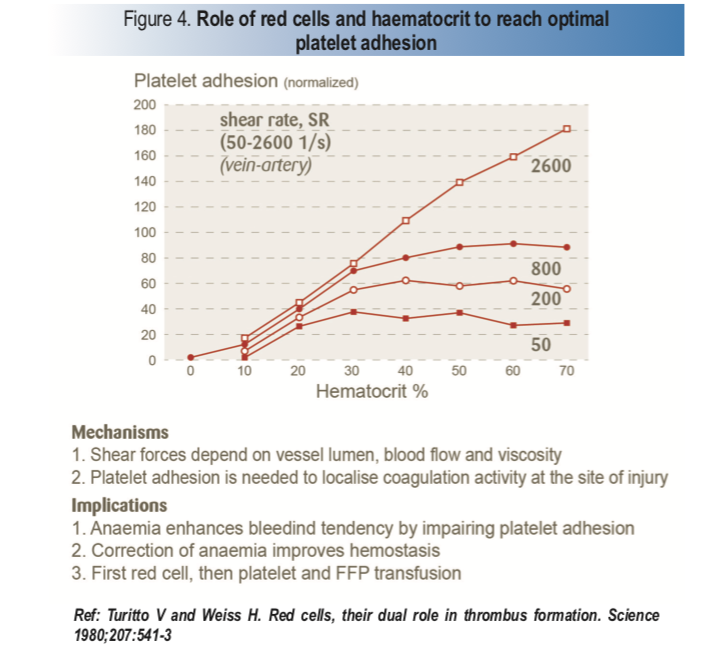 Figure 4. Role of red cells and haematocrit to reach optimal
platelet adhesion
Platelet adhesion (normalized)
200
180
160
140
120
100
80
60
40
20
0
shear rate, SR
(50-2600 1/s)
(vein-artery)
2600
800
200
50
0 10 20 30 40 50 60 70
Hematocrit %
Mechanisms
1. Shear forces depend on vessel lumen, blood flow and viscosity
2. Platelet adhesion is needed to localise coagulation activity at the site of injury
Implications
1. Anaemia enhances bleedind tendency by impairing platelet adhesion
2. Correction of anaemia improves hemostasis
3. First red cell, then platelet and FFP transfusion
Ref: Turitto V and Weiss H. Red cells, their dual role in thrombus formation. Science
1980;207:541-3